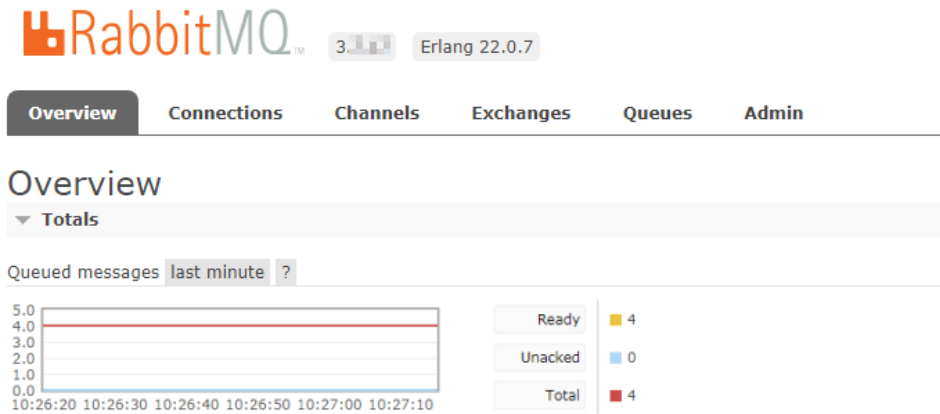 RabbitMQ™ 3. Erlang 22.0.7
Overview Connections Channels Exchanges Queues Admin
Overview
Totals
Queued messages last minute ?
5.0
4.0
3.0
2.0
1.0
0.0
10:26:20 10:26:30 10:26:40 10:26:50 10:27:00 10:27:10
Ready 4
Unacked 0
Total 4